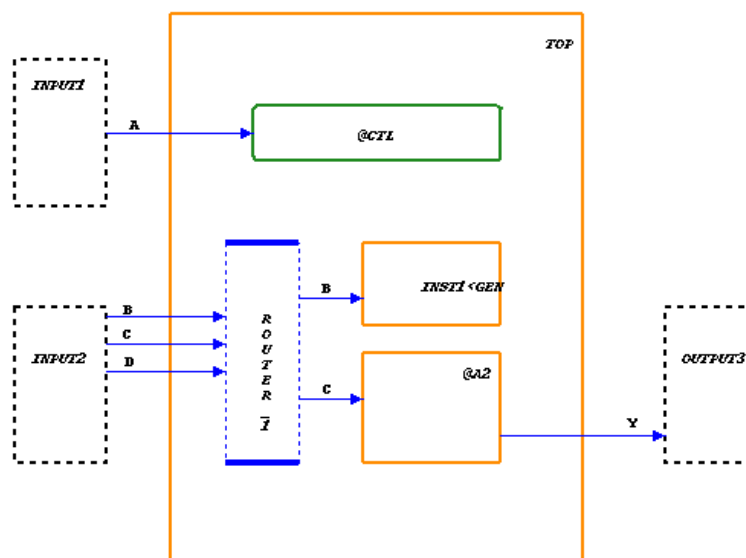 TOP
INPUT1
A
@CTL
B
B
INST1<GEN
C
INPUT2
D
ROUTER_1
@A2
C
OUTPUT3
Y